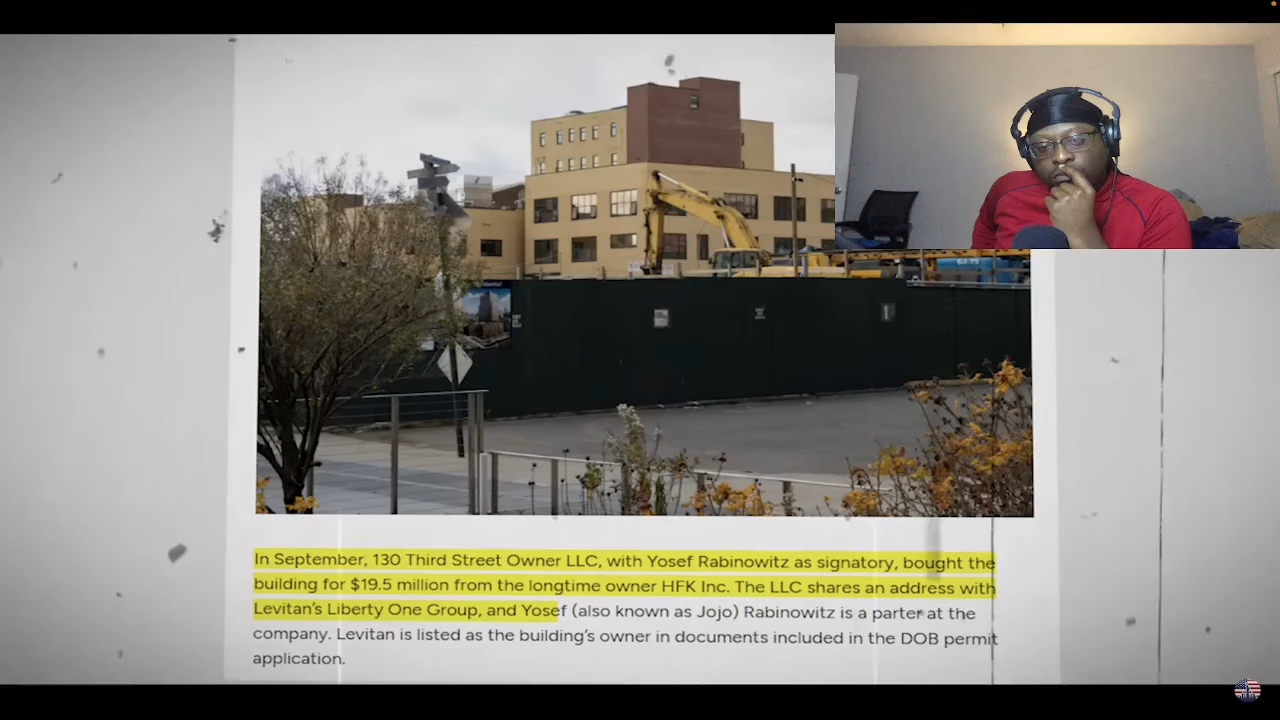 In September, 130 Third Street Owner LLC, with Yosef Rabinowitz as signatory, bought the
building for $19.5 million from the longtime owner HFK Inc. The LLC shares an address with
Levitan's Liberty One Group, and Yosef (also known as Jojo) Rabinowitz is a parter at the
company. Levitan is listed as the building's owner in documents included in the DOB permit
application.